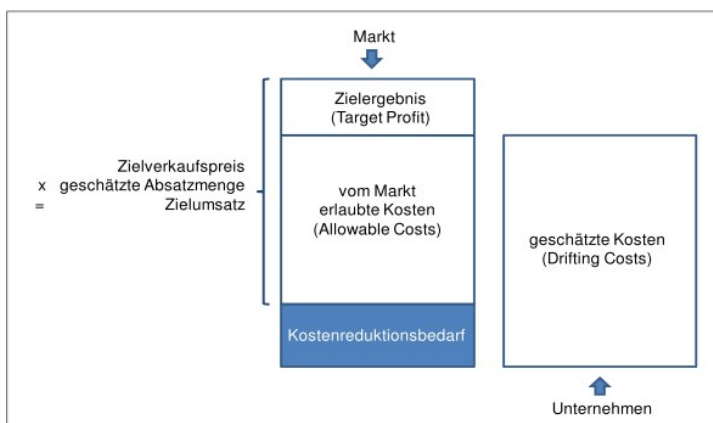 Markt
Zielergebnis
(Target Profit)
Zielverkaufspreis
x geschätzte Absatzmenge
= Zielumsatz
vom Markt
erlaubte Kosten
(Allowable Costs)
geschätzte Kosten
(Drifting Costs)
Kostenreduktionsbedarf
Unternehmen